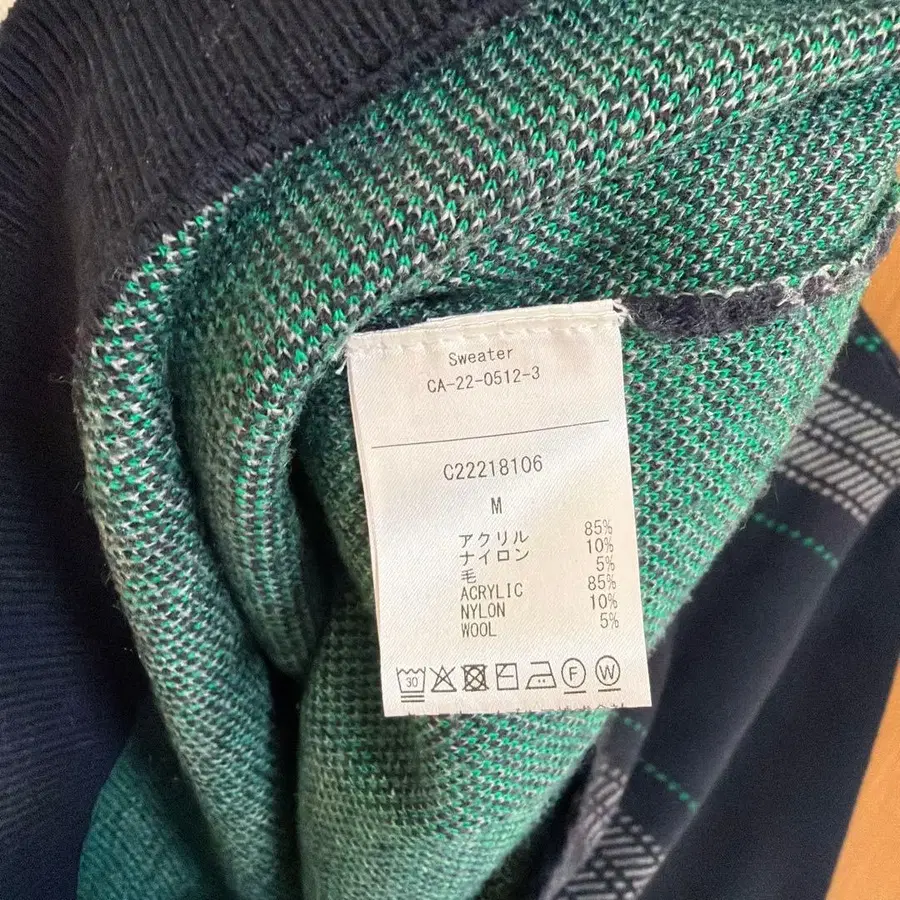 Sweater
CA-22-0512-3
C22218106
M
アクリル 85%
ナイロン 10%
毛 5%
ACRYLIC 85%
NYLON 10%
WOOL 5%
30 F W